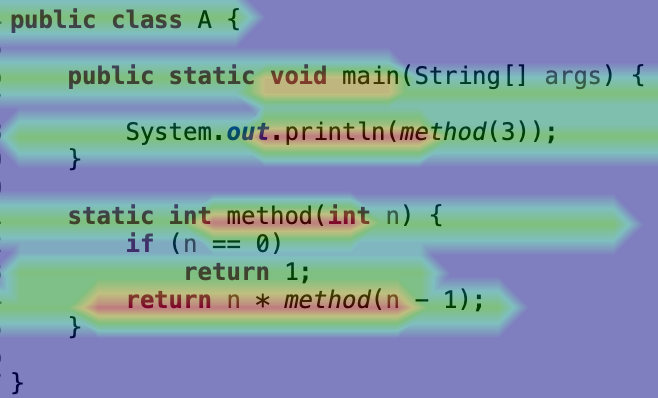 public class A {
public static void main(String[] args) {
System.out.println(method(3));
}
static int method(int n) {
if (n == 0)
return 1;
return n * method(n - 1);
}
}